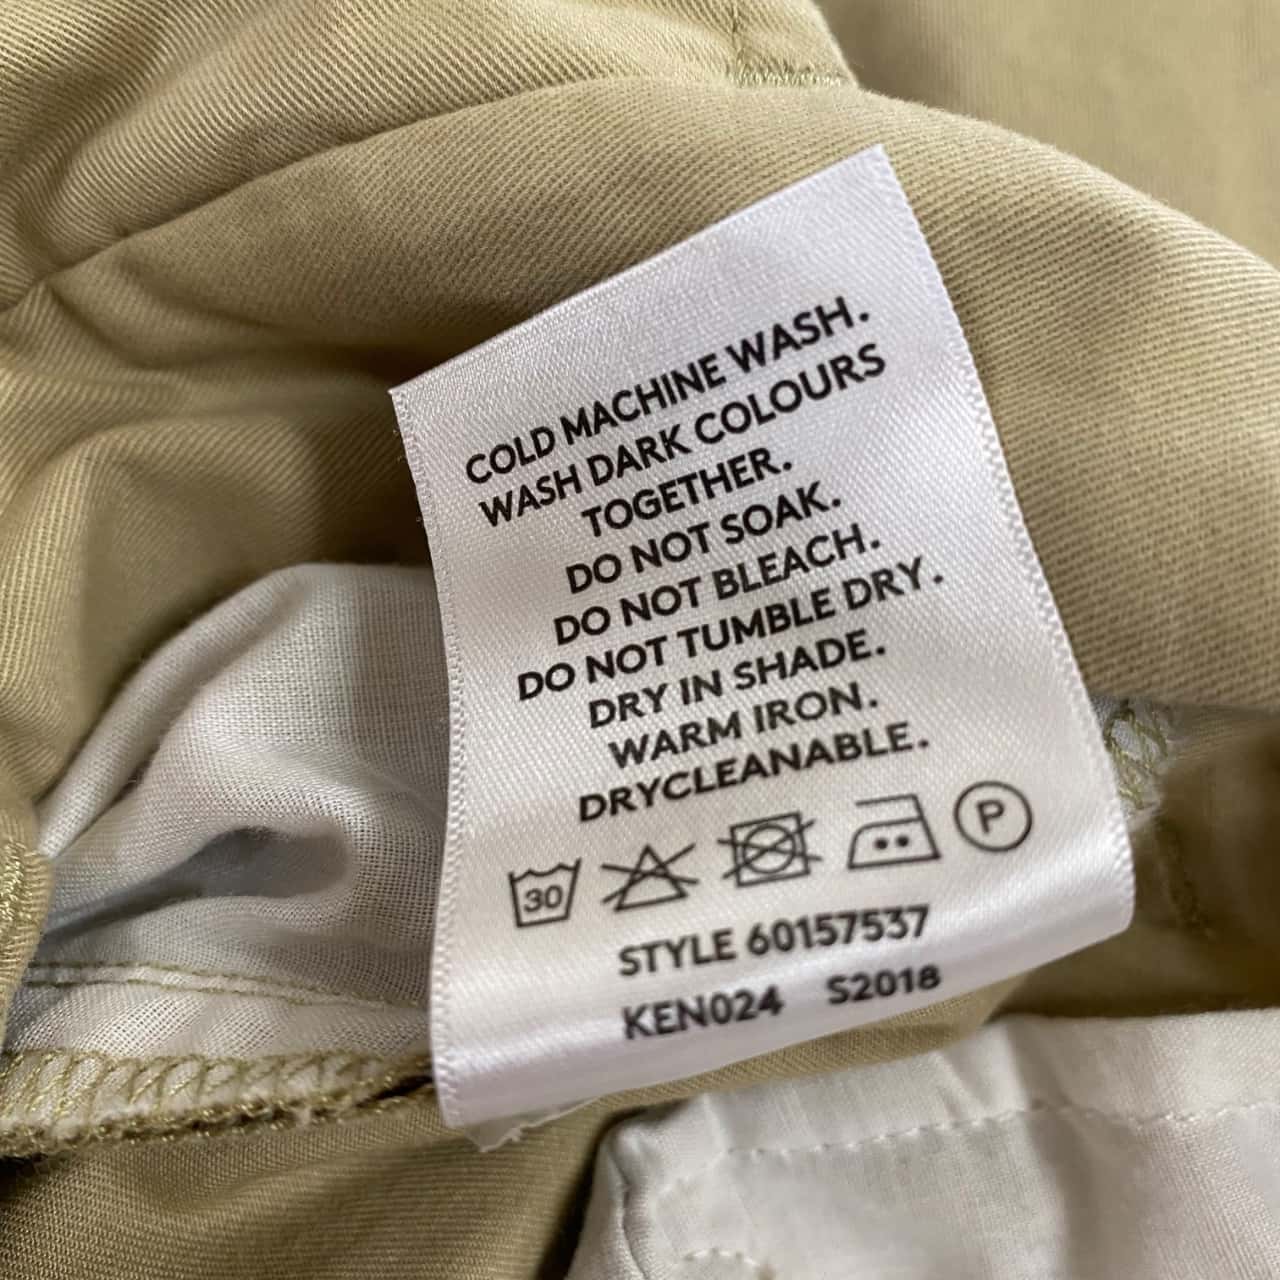 COLD MACHINE WASH.
WASH DARK COLOURS
TOGETHER.
DO NOT SOAK.
DO NOT BLEACH.
DO NOT TUMBLE DRY.
DRY IN SHADE.
WARM IRON.
DRYCLEANABLE.
30 P
STYLE 60157537
KEN024 S2018